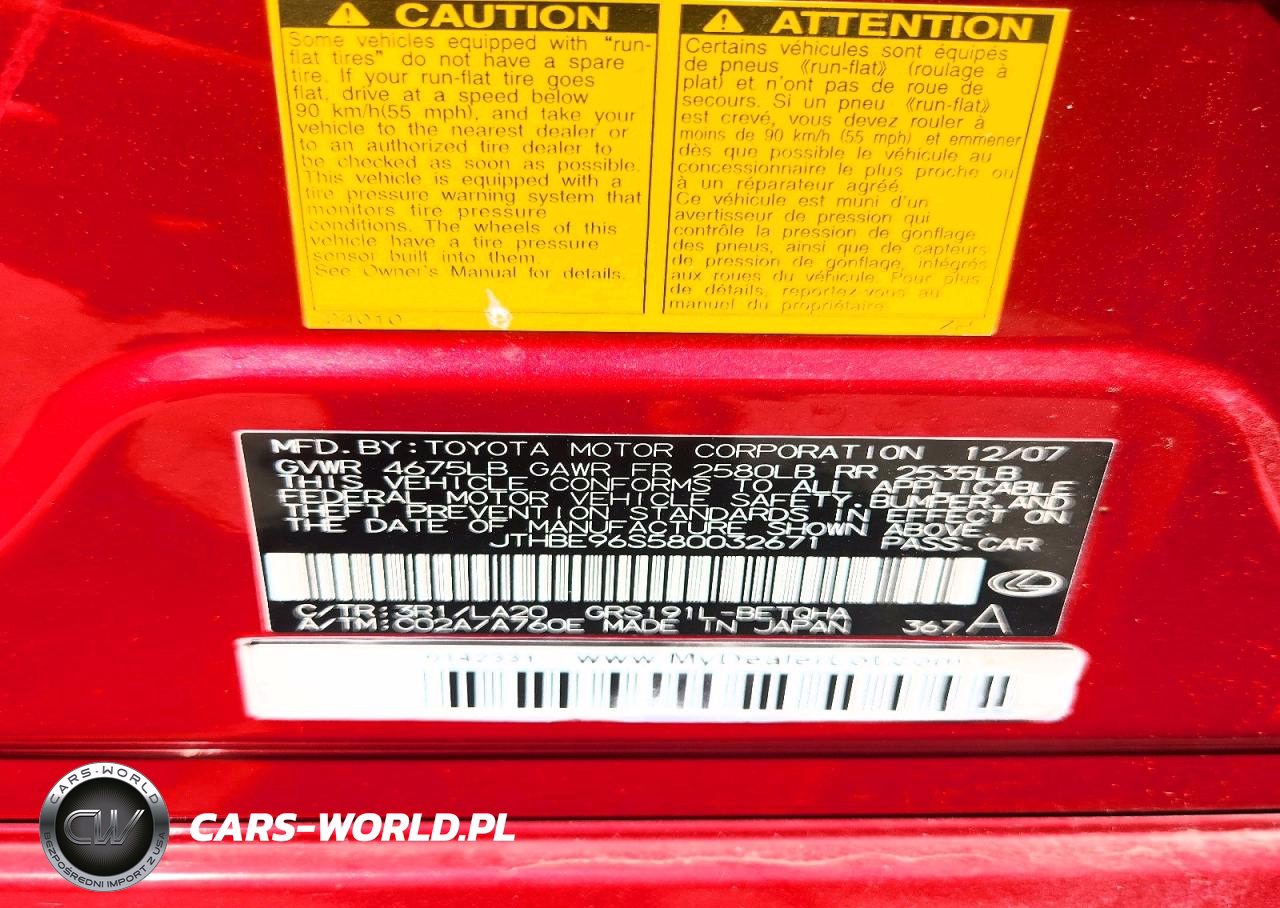 CAUTION
Some vehicles equipped with "run-
flat tires" do not have a spare
tire. If your run-flat tire goes
flat, drive at a speed below
90 km/h(55 mph), and take your
vehicle to the nearest dealer or
to an authorized tire dealer to
be checked as soon as possible.
This vehicle is equipped with a
tire pressure warning system that
monitors tire pressure
conditions. The wheels of this
vehicle have a tire pressure
sensor built into them.
See Owner's Manual for details.
ATTENTION
Certains véhicules sont équipés
de pneus 《run-flat》 (roulage à
plat) et n'ont pas de roue de
secours. Si un pneu 《run-flat》
est crevé, vous devez rouler à
moins de 90 km/h (55 mph) et emmener
dès que possible le véhicule au
concessionnaire le plus proche ou
à un réparateur agréé.
Ce véhicule est muni d'un
avertisseur de pression qui
contrôle la pression de gonflage
des pneus, ainsi que de capteurs
de pression de gonflage, intégrés
aux roues du véhicule. Pour plus
de détails, reportez-vous au
manuel du propriétaire.
MFD.BY:TOYOTA MOTOR CORPORATION 12/07
GVWR 4675LB GAWR FR 2580LB RR 2535LB
THIS VEHICLE CONFORMS TO ALL APPLICABLE
FEDERAL MOTOR VEHICLE SAFETY,BUMPER,AND
THEFT PREVENTION STANDARDS IN EFFECT ON
THE DATE OF MANUFACTURE SHOWN ABOVE.
JTHBE96S580032671 PASS.CAR
C/TR:3R1/LA20 GRS191L-BETQHA
A/TM:C02A/A760E MADE IN JAPAN 367 A
0142331 www.MyDealerLot.com
CARS-WORLD
CW
BEZPOŚREDNI IMPORT Z USA
CARS-WORLD.PL